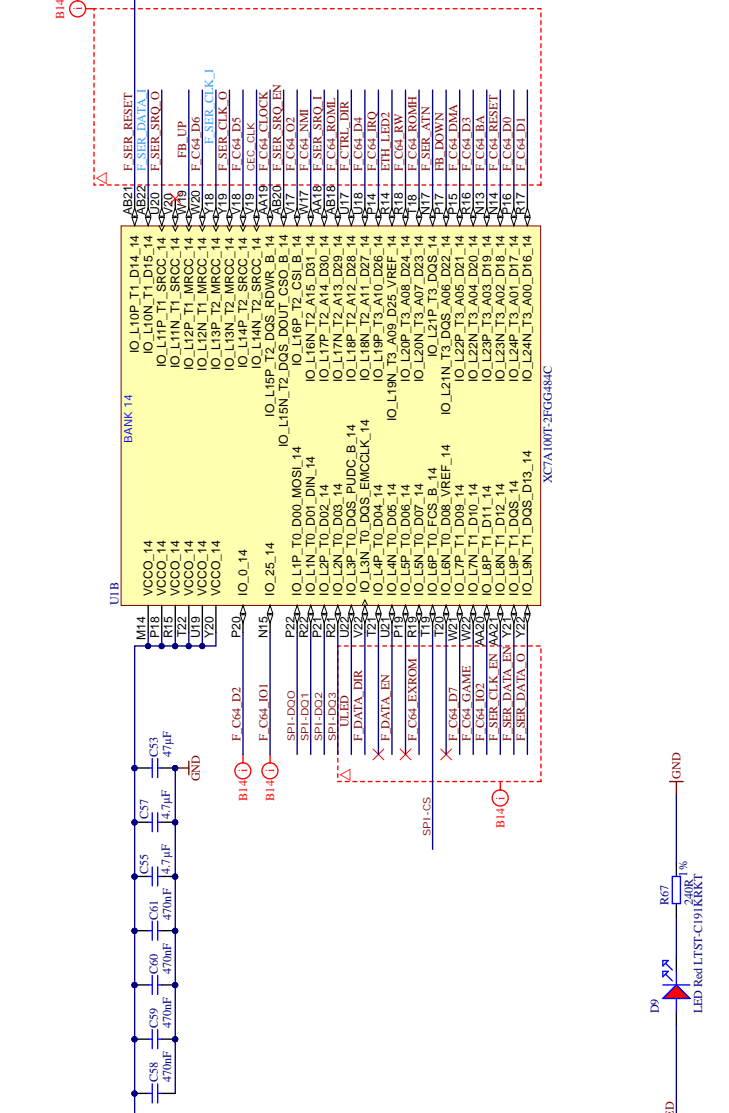 B14 i
F_SER_RESET
F_SER_DATA_I
F_SER_SRQ_O
FB_UP
F_C64_D6
F_SER_CLK_I
F_SER_CLK_O
F_C64_D5
CEC_CLK
F_C64_CLOCK
F_SER_SRQ_EN
F_C64_O2
F_C64_NMI
F_SER_SRQ_I
F_C64_ROML
F_CTRL_DIR
F_C64_D4
F_C64_IRQ
ETH_LED2
F_C64_RW
F_C64_ROMH
F_SER_ATN
FB_DOWN
F_C64_DMA
F_C64_D3
F_C64_BA
F_C64_RESET
F_C64_D0
F_C64_D1
AB21
AB22
U20
W19
W20
Y18
Y19
V18
V19
AA19
AB20
V17
W17
AA18
AB18
U17
U18
P14
R14
R18
T18
N17
P17
P15
R16
N13
N14
P16
R17
IO_L10P_T1_D14_14
IO_L10N_T1_D15_14
IO_L11P_T1_SRCC_14
IO_L11N_T1_SRCC_14
IO_L12P_T1_MRCC_14
IO_L12N_T1_MRCC_14
IO_L13P_T2_MRCC_14
IO_L13N_T2_MRCC_14
IO_L14P_T2_SRCC_14
IO_L14N_T2_SRCC_14
IO_L15P_T2_DQS_RDWR_B_14
IO_L15N_T2_DQS_DOUT_CSO_B_14
IO_L16P_T2_CSI_B_14
IO_L16N_T2_A15_D31_14
IO_L17P_T2_A14_D30_14
IO_L17N_T2_A13_D29_14
IO_L18P_T2_A12_D28_14
IO_L18N_T2_A11_D27_14
IO_L19P_T3_A10_D26_14
IO_L19N_T3_A09_D25_VREF_14
IO_L20P_T3_A08_D24_14
IO_L20N_T3_A07_D23_14
IO_L21P_T3_DQS_14
IO_L21N_T3_DQS_A06_D22_14
IO_L22P_T3_A05_D21_14
IO_L22N_T3_A04_D20_14
IO_L23P_T3_A03_D19_14
IO_L23N_T3_A02_D18_14
IO_L24P_T3_A01_D17_14
IO_L24N_T3_A00_D16_14
BANK 14
XC7A100T-2FGG484C
U1B
VCCO_14
VCCO_14
VCCO_14
VCCO_14
VCCO_14
VCCO_14
IO_0_14
IO_25_14
IO_L1P_T0_D00_MOSI_14
IO_L1N_T0_D01_DIN_14
IO_L2P_T0_D02_14
IO_L2N_T0_D03_14
IO_L3P_T0_DQS_PUDC_B_14
IO_L3N_T0_DQS_EMCCLK_14
IO_L4P_T0_D04_14
IO_L4N_T0_D05_14
IO_L5P_T0_D06_14
IO_L5N_T0_D07_14
IO_L6P_T0_FCS_B_14
IO_L6N_T0_D08_VREF_14
IO_L7P_T1_D09_14
IO_L7N_T1_D10_14
IO_L8P_T1_D11_14
IO_L8N_T1_D12_14
IO_L9P_T1_DQS_14
IO_L9N_T1_DQS_D13_14
M14
P18
R15
T22
U19
Y20
P20
N15
P22
R22
P21
R21
U22
V22
T21
U21
P19
R19
T19
T20
W21
W22
AA20
AA21
Y21
Y22
F_C64_D2
F_C64_IO1
SPI-DQ0
SPI-DQ1
SPI-DQ2
SPI-DQ3
ULED
F_DATA_DIR
F_DATA_EN
F_C64_EXROM
SPI-CS
F_C64_D7
F_C64_GAME
F_C64_IO2
F_SER_CLK_EN
F_SER_DATA_EN
F_SER_DATA_O
B14 i
B14 i
B14 i
C53
47µF
GND
C57
4.7µF
C55
4.7µF
C61
470nF
C60
470nF
C59
470nF
C58
470nF
GND
R67
240R
1%
D9
LED Red LTST-C191KRKT